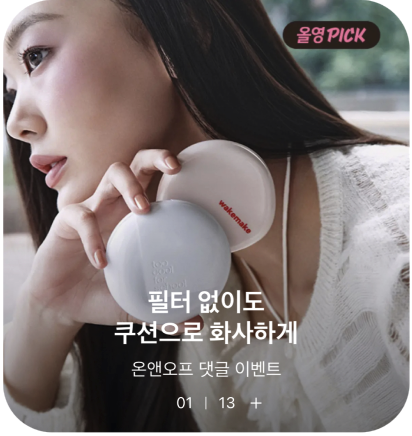 올영PICK
wakemake
필터 없이도
쿠션으로 화사하게
온앤오프 댓글 이벤트
01 | 13 +